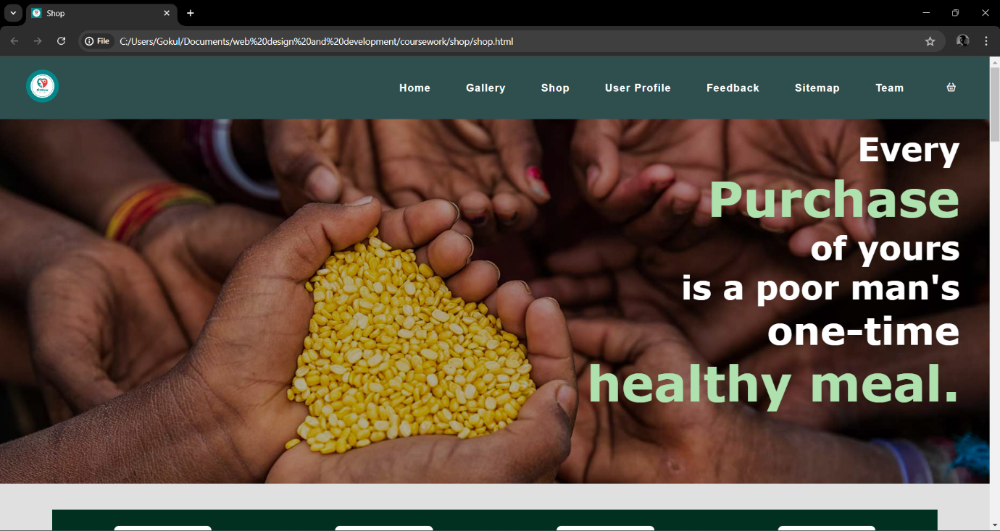 Shop
File
C:/Users/Gokul/Documents/web%20design%20and%20development/coursework/shop/shop.html
Home
Gallery
Shop
User Profile
Feedback
Sitemap
Team
Every
Purchase
of yours
is a poor man's
one-time
healthy meal.